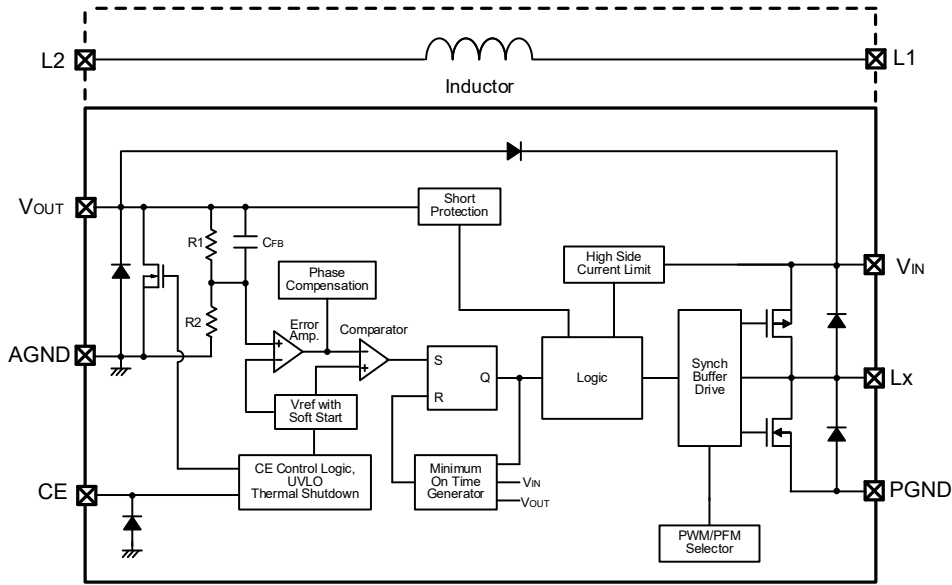 L2
L1
Inductor
VOUT
Short
Protection
R1
CFB
High Side
Current Limit
VIN
Phase
Compensation
R2
Error
Amp.
Comparator
+
−
−
+
AGND
S
Q
R
Logic
Synch
Buffer
Drive
Lx
Vref with
Soft Start
CE Control Logic,
UVLO
Thermal Shutdown
Minimum
On Time
Generator
VIN
VOUT
CE
PGND
PWM/PFM
Selector